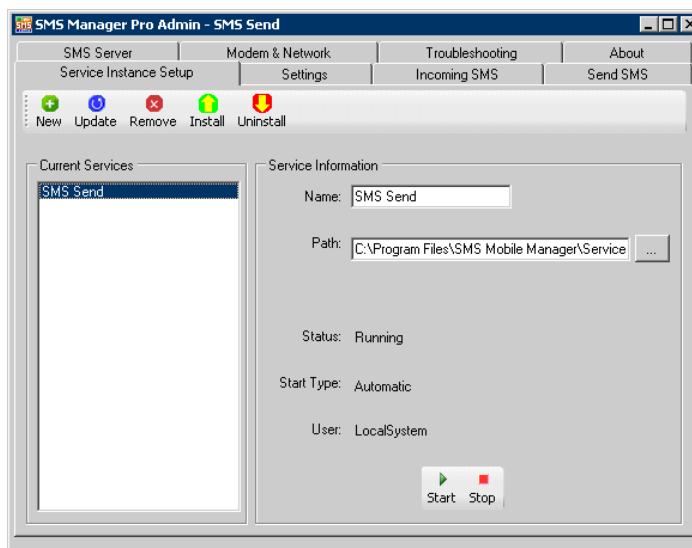 SMS Manager Pro Admin - SMS Send
SMS Server Modem & Network Troubleshooting About
Service Instance Setup Settings Incoming SMS Send SMS
New Update Remove Install Uninstall
Current Services
SMS Send
Service Information
Name: SMS Send
Path: C:\Program Files\SMS Mobile Manager\Service ...
Status: Running
Start Type: Automatic
User: LocalSystem
Start Stop